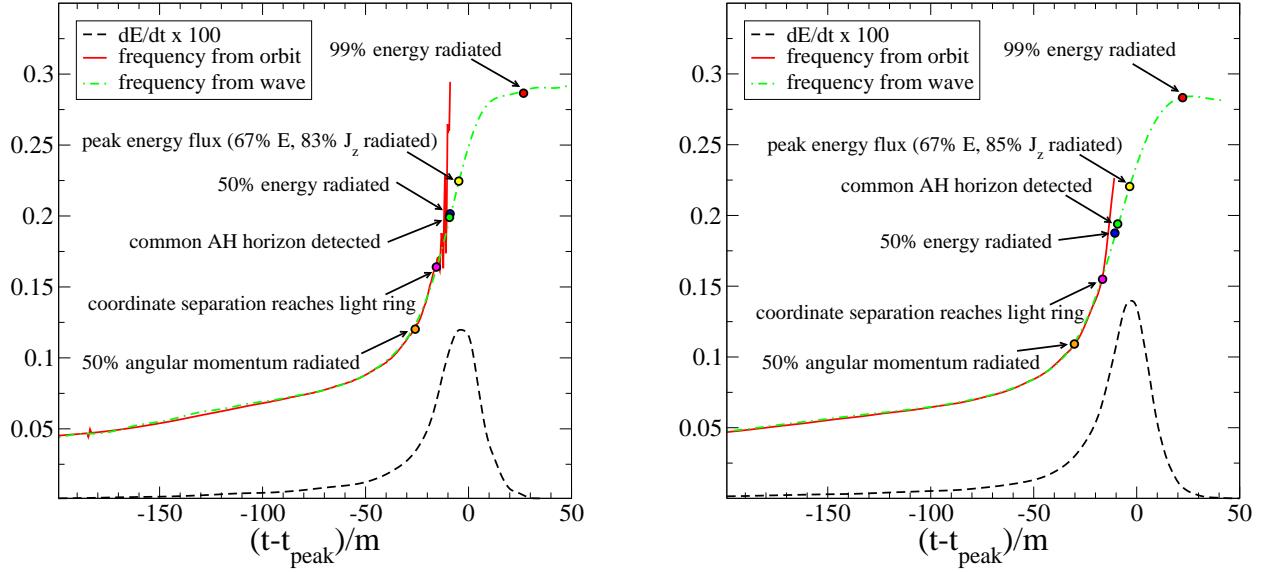 dE/dt x 100
frequency from orbit
frequency from wave
99% energy radiated
peak energy flux (67% E, 83% J_z radiated)
50% energy radiated
common AH horizon detected
coordinate separation reaches light ring
50% angular momentum radiated
0.3
0.25
0.2
0.15
0.1
0.05
-150 -100 -50 0 50
(t-t_peak)/m
dE/dt x 100
frequency from orbit
frequency from wave
99% energy radiated
peak energy flux (67% E, 85% J_z radiated)
common AH horizon detected
50% energy radiated
coordinate separation reaches light ring
50% angular momentum radiated
0.3
0.25
0.2
0.15
0.1
0.05
-150 -100 -50 0 50
(t-t_peak)/m